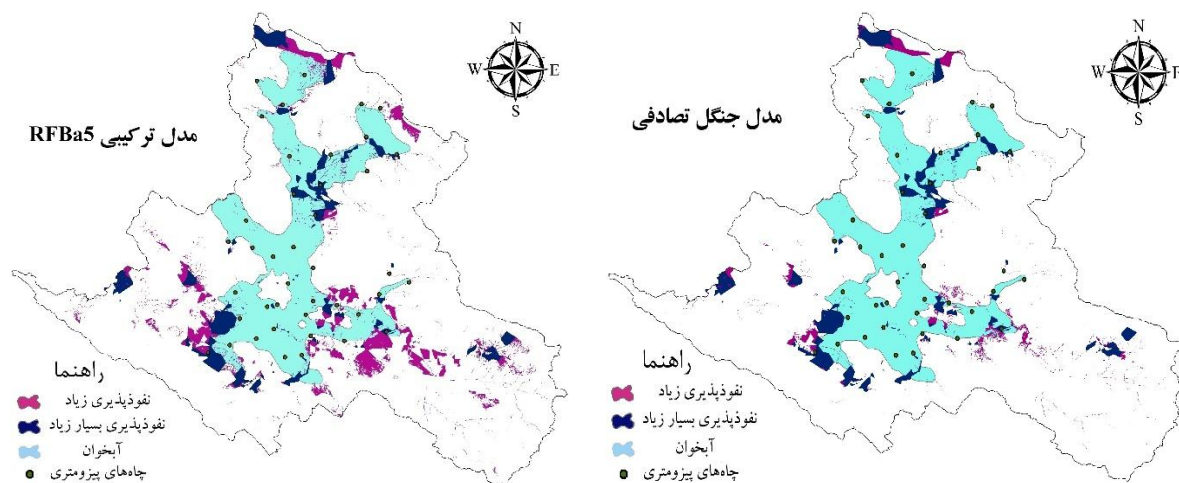 N
W
E
S
مدل ترکیبی RFBa5
راهنما
نفوذپذیری زیاد
نفوذپذیری بسیار زیاد
آبخوان
چاه‌های پیزومتری
N
W
E
S
مدل جنگل تصادفی
راهنما
نفوذپذیری زیاد
نفوذپذیری بسیار زیاد
آبخوان
چاه‌های پیزومتری